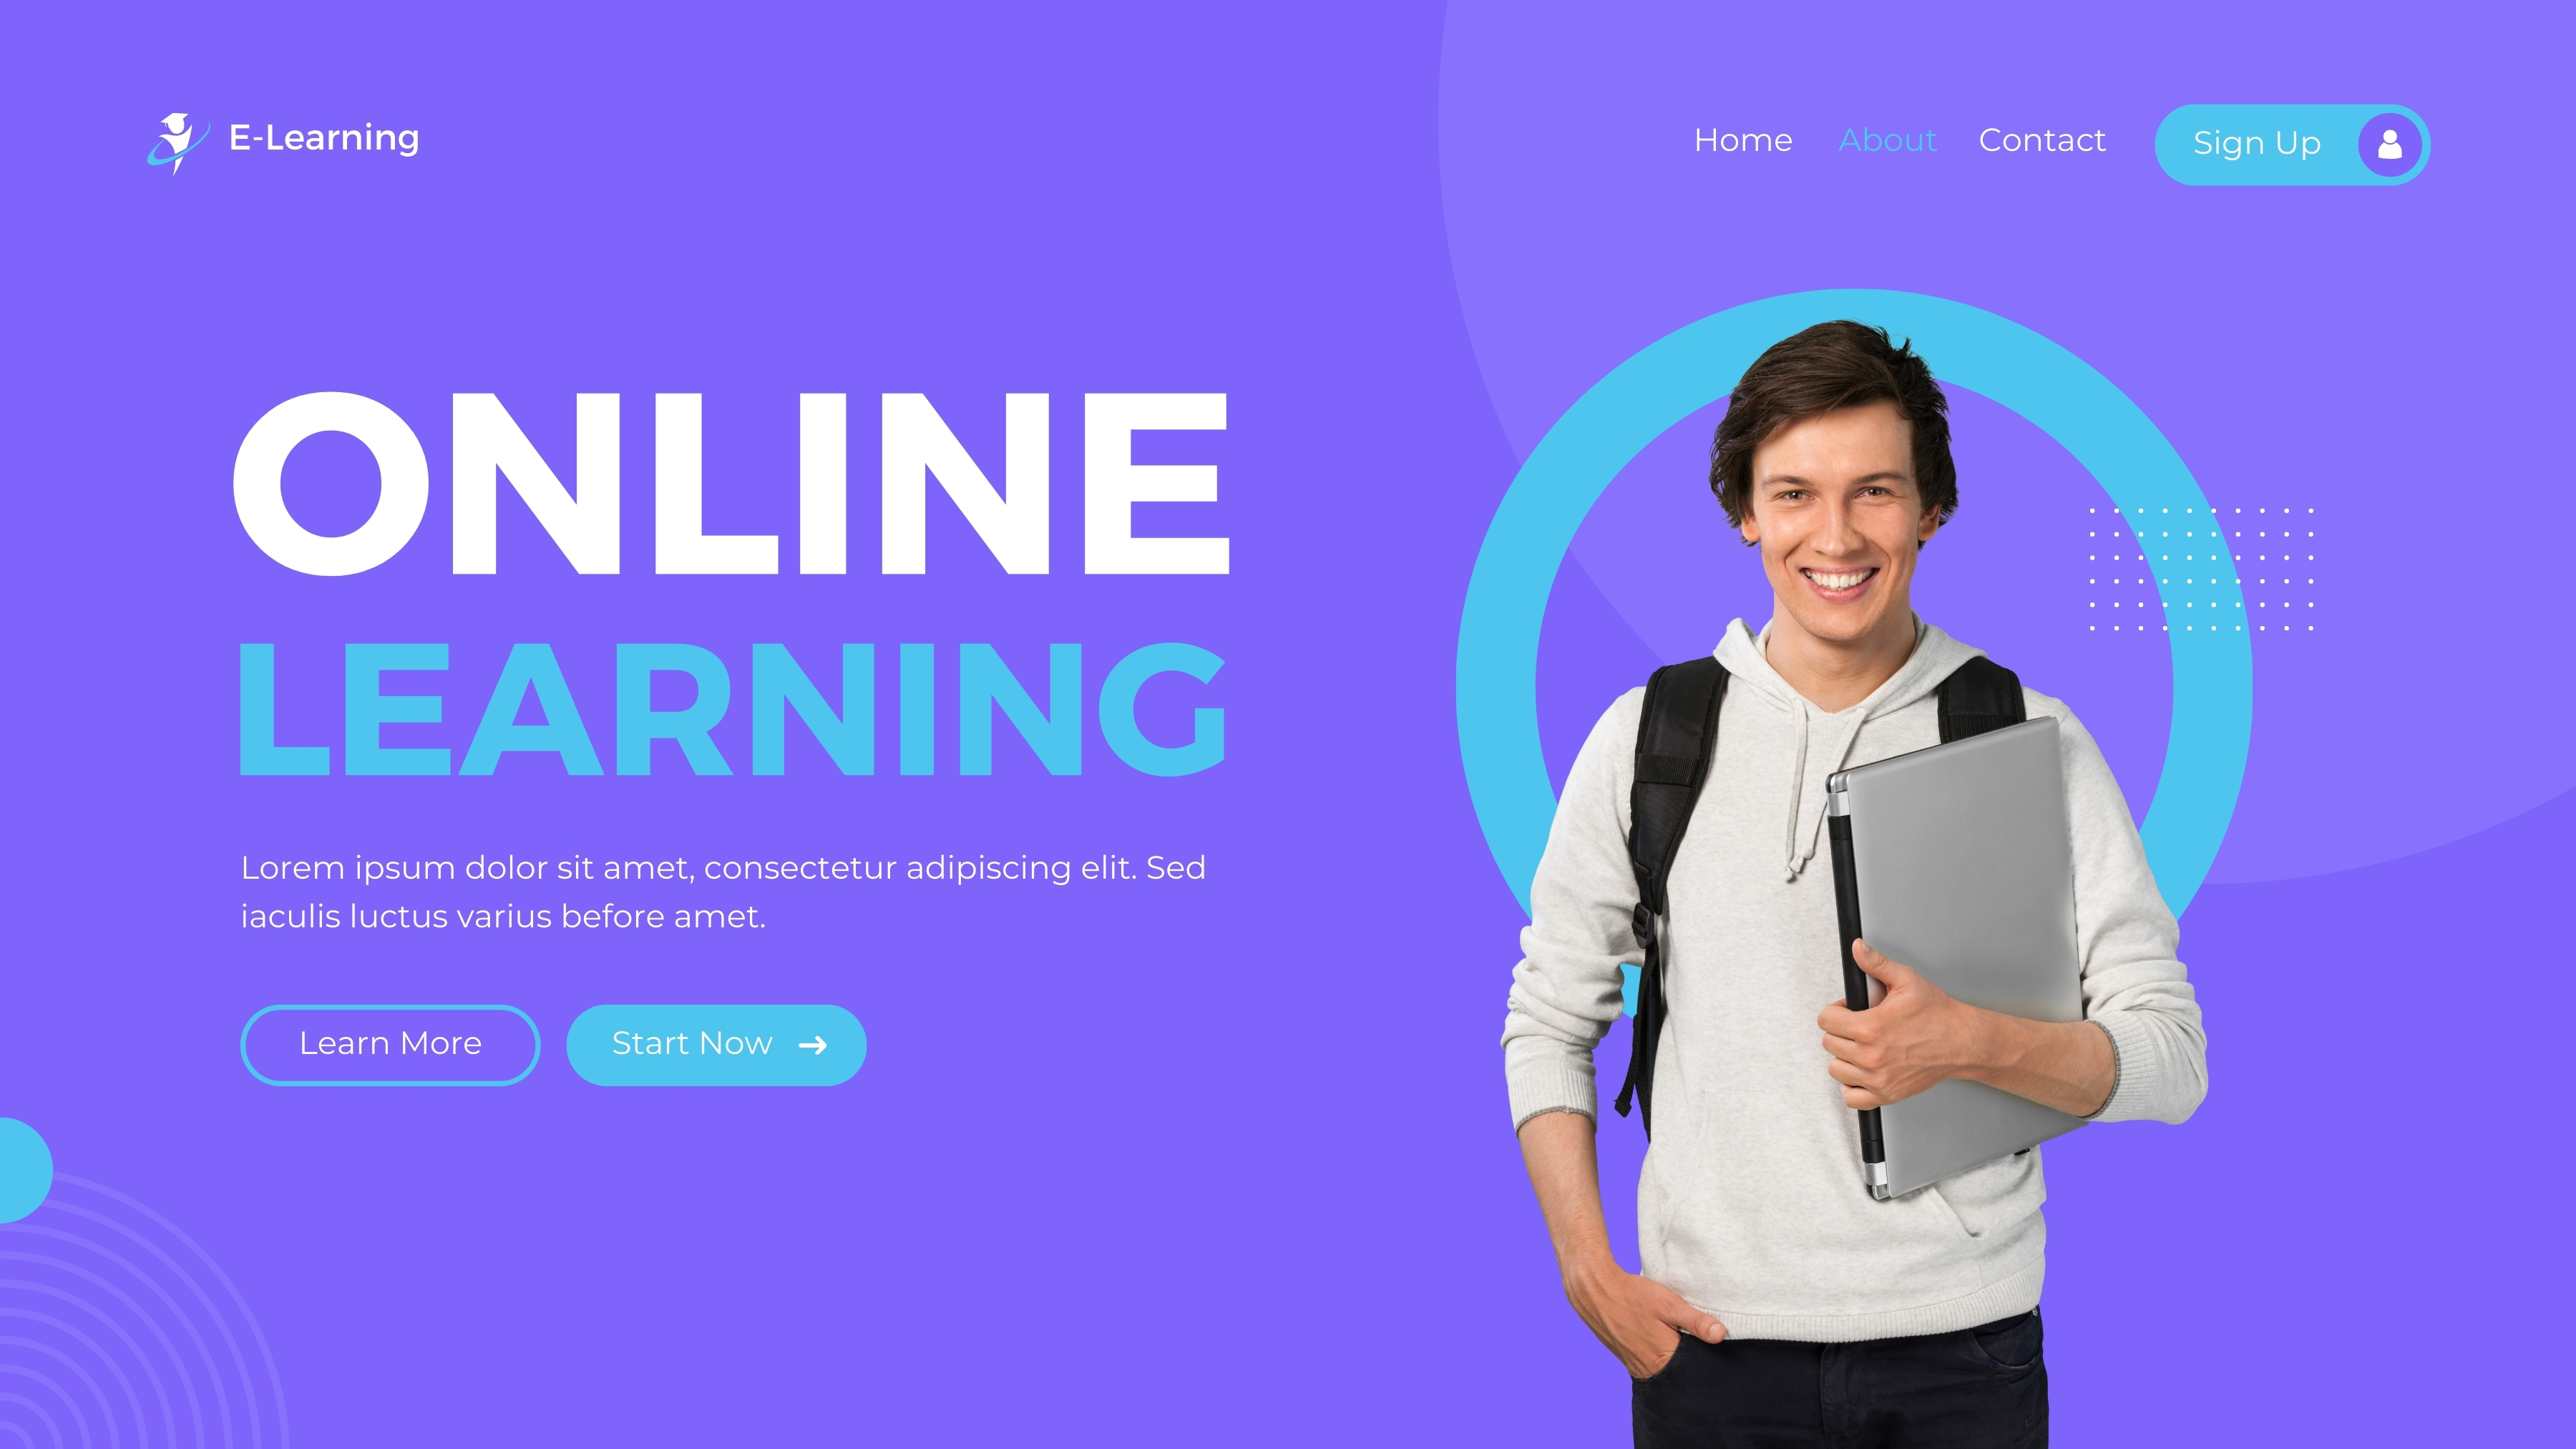 E-Learning
Home About Contact Sign Up
ONLINE
LEARNING
Lorem ipsum dolor sit amet, consectetur adipiscing elit. Sed
iaculis luctus varius before amet.
Learn More Start Now